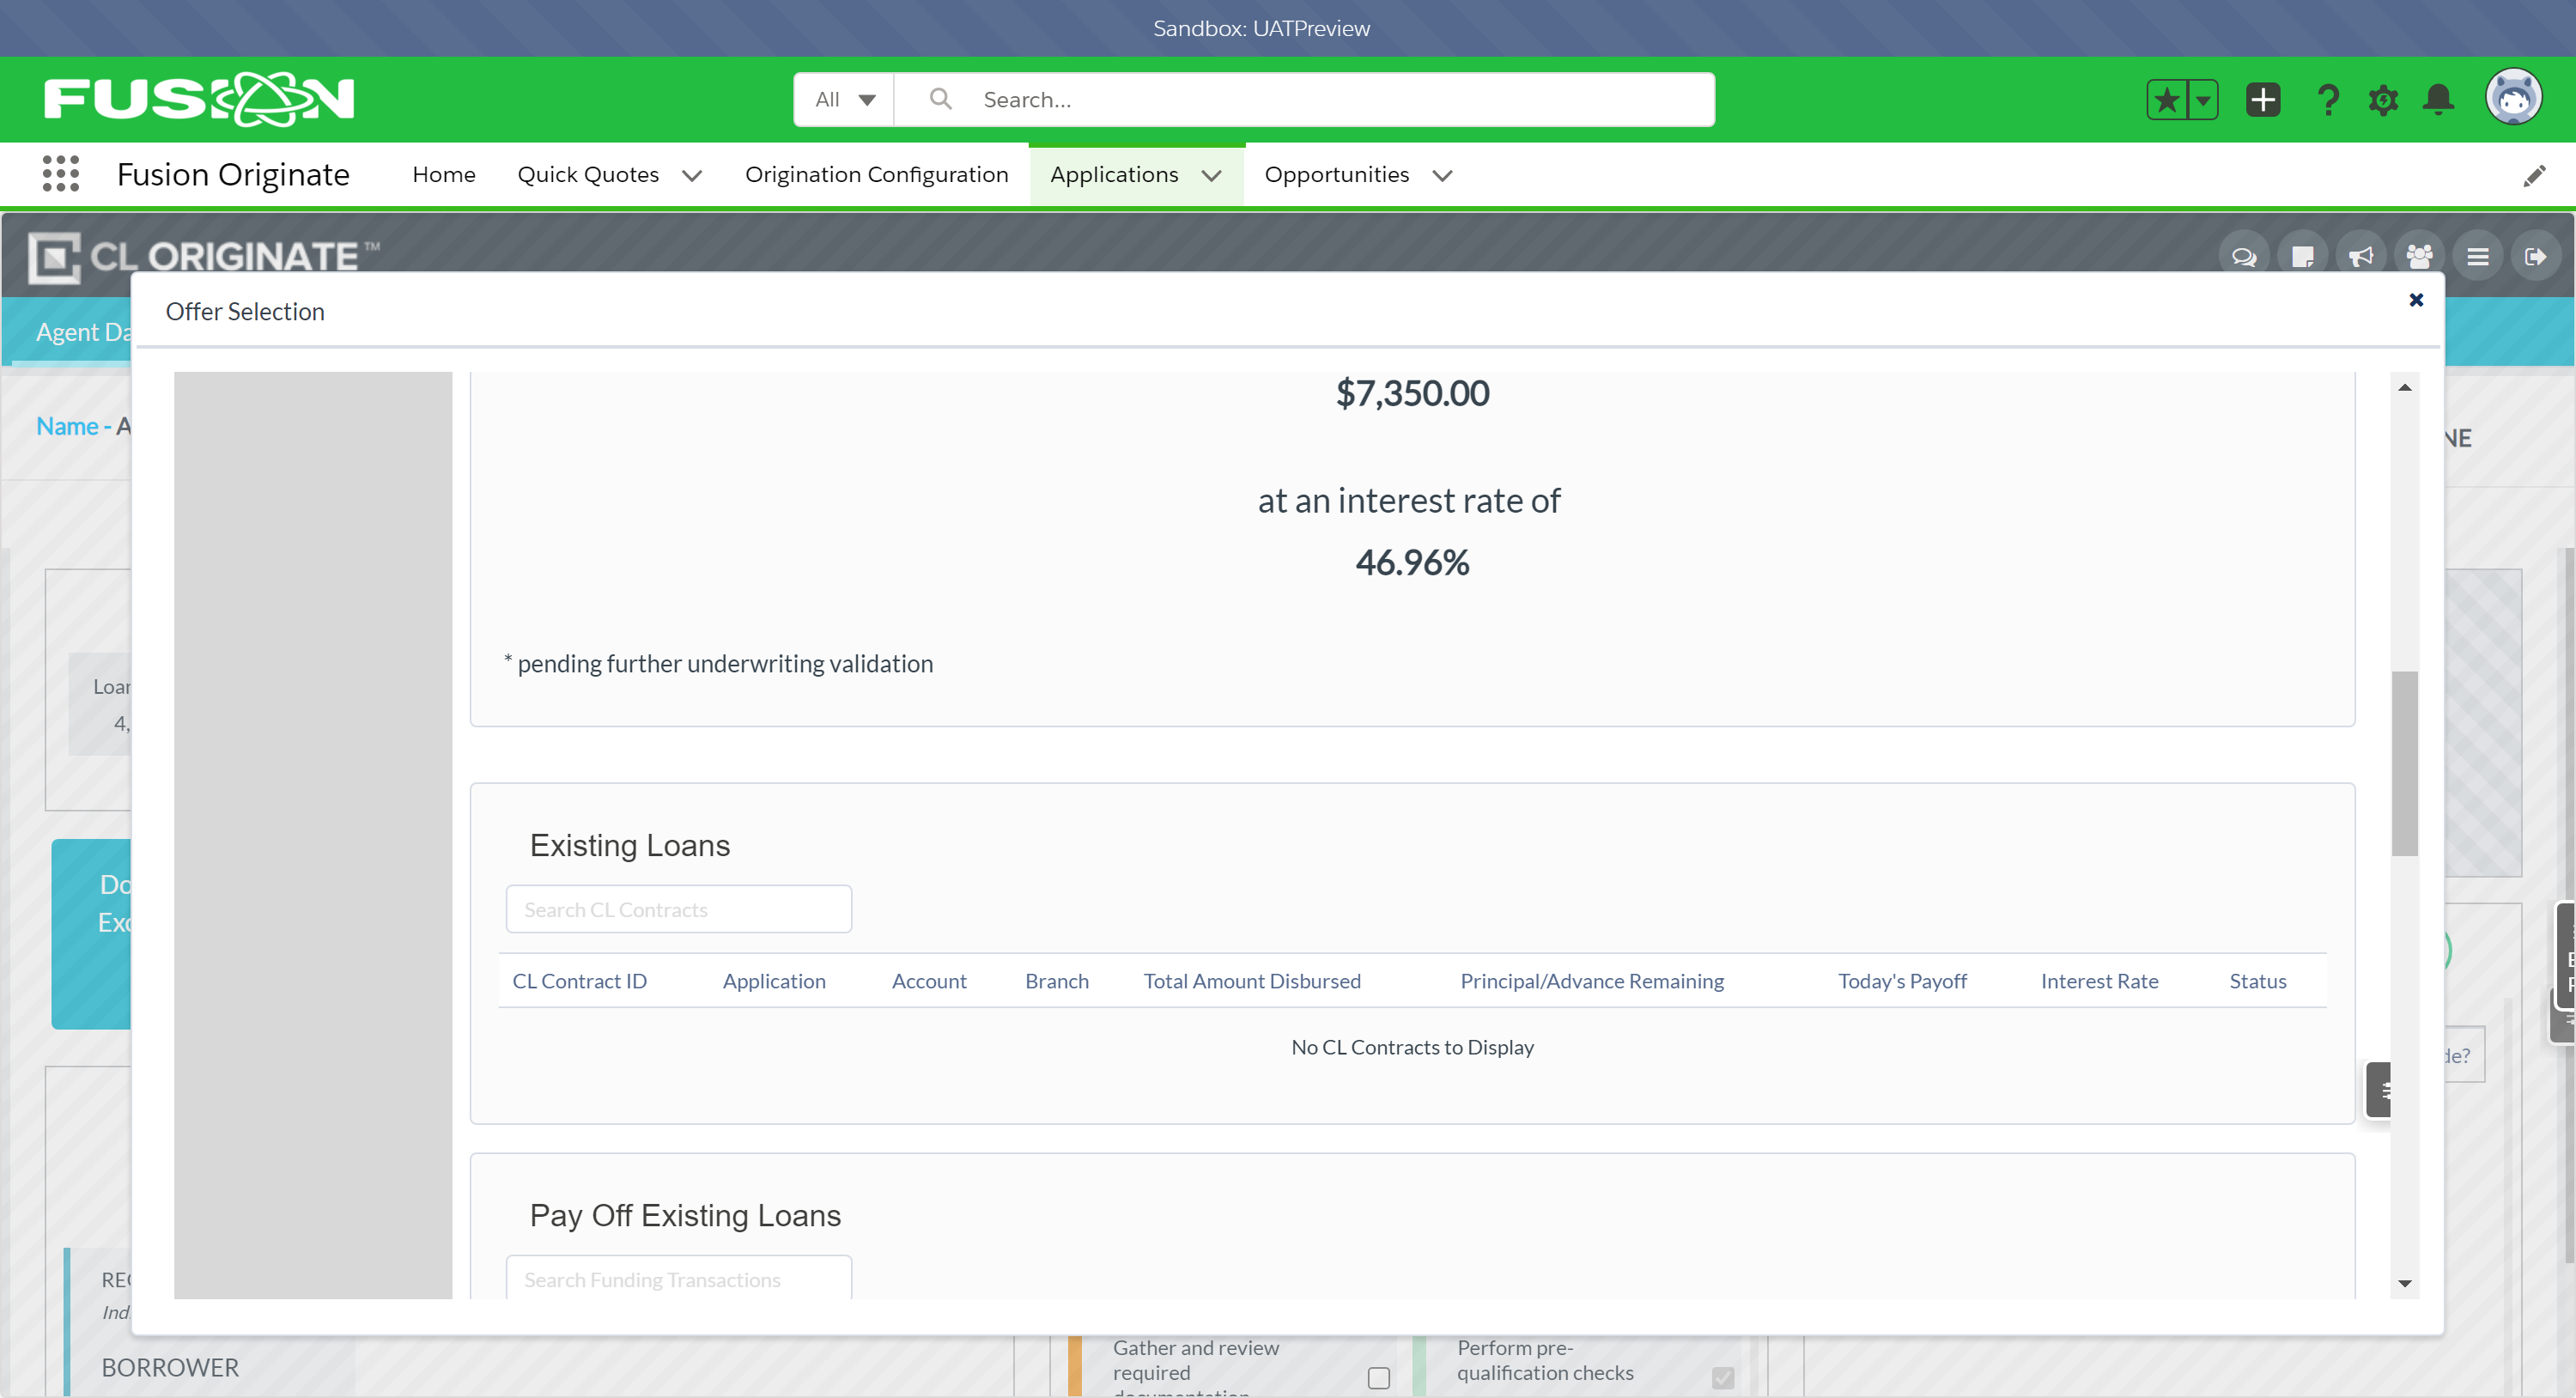 Sandbox: UATPreview
FUSION
All
Search...
Fusion Originate
Home
Quick Quotes
Origination Configuration
Applications
Opportunities
CL ORIGINATE™
Agent Da
Offer Selection
Name - A
NE
$7,350.00
at an interest rate of
46.96%
* pending further underwriting validation
Loan
4,
Existing Loans
Do
Exc
Search CL Contracts
CL Contract ID
Application
Account
Branch
Total Amount Disbursed
Principal/Advance Remaining
Today's Payoff
Interest Rate
Status
No CL Contracts to Display
de?
Pay Off Existing Loans
Search Funding Transactions
REC
Ind
BORROWER
Gather and review
required
Perform pre-
qualification checks